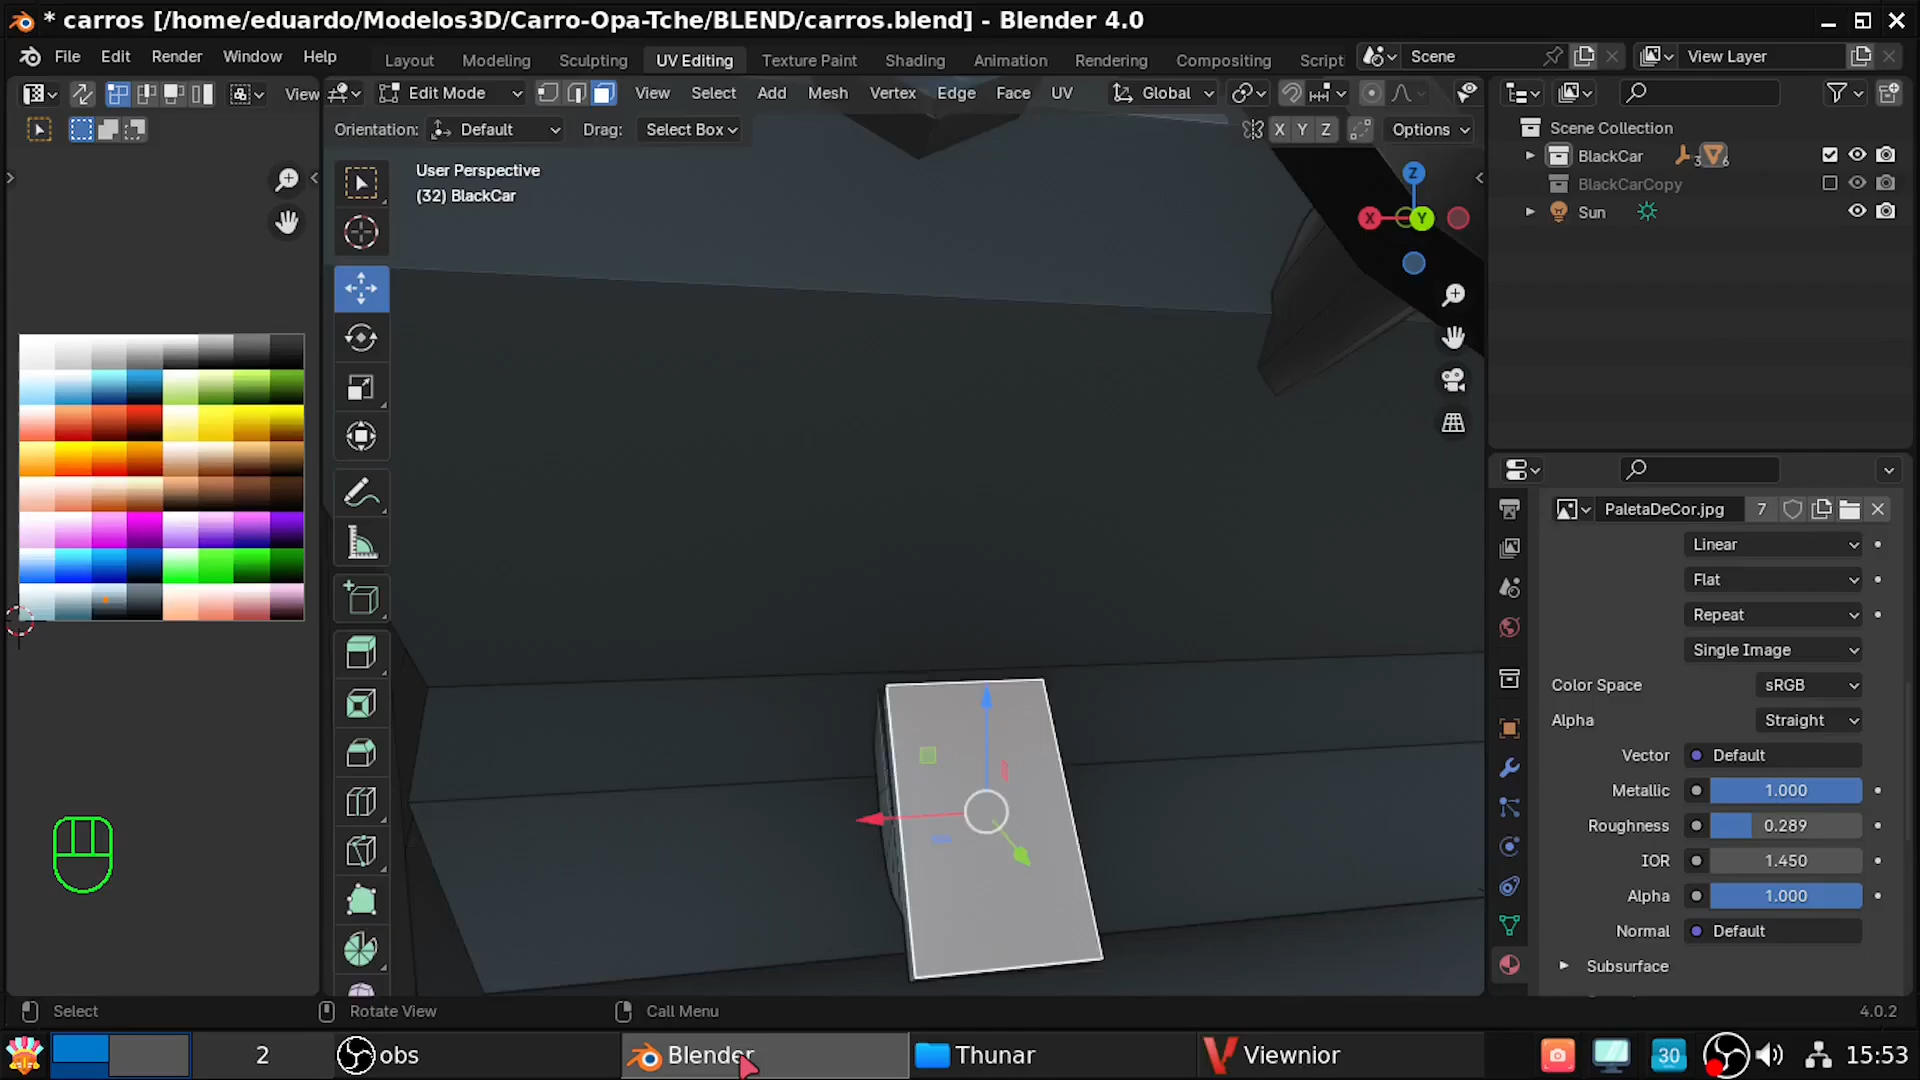 * carros [/home/eduardo/Modelos3D/Carro-Opa-Tche/BLEND/carros.blend] - Blender 4.0
File Edit Render Window Help
Layout Modeling Sculpting UV Editing Texture Paint Shading Animation Rendering Compositing Script
Scene
View Layer
View
Edit Mode
View Select Add Mesh Vertex Edge Face UV
Global
Orientation: Default Drag: Select Box
X Y Z Options
User Perspective
(32) BlackCar
Z
X Y
Scene Collection
BlackCar 3 6
BlackCarCopy
Sun
PaletaDeCor.jpg 7
Linear
Flat
Repeat
Single Image
Color Space sRGB
Alpha Straight
Vector Default
Metallic 1.000
Roughness 0.289
IOR 1.450
Alpha 1.000
Normal Default
Subsurface
Select Rotate View Call Menu 4.0.2
2 obs Blender Thunar Viewnior 30 15:53